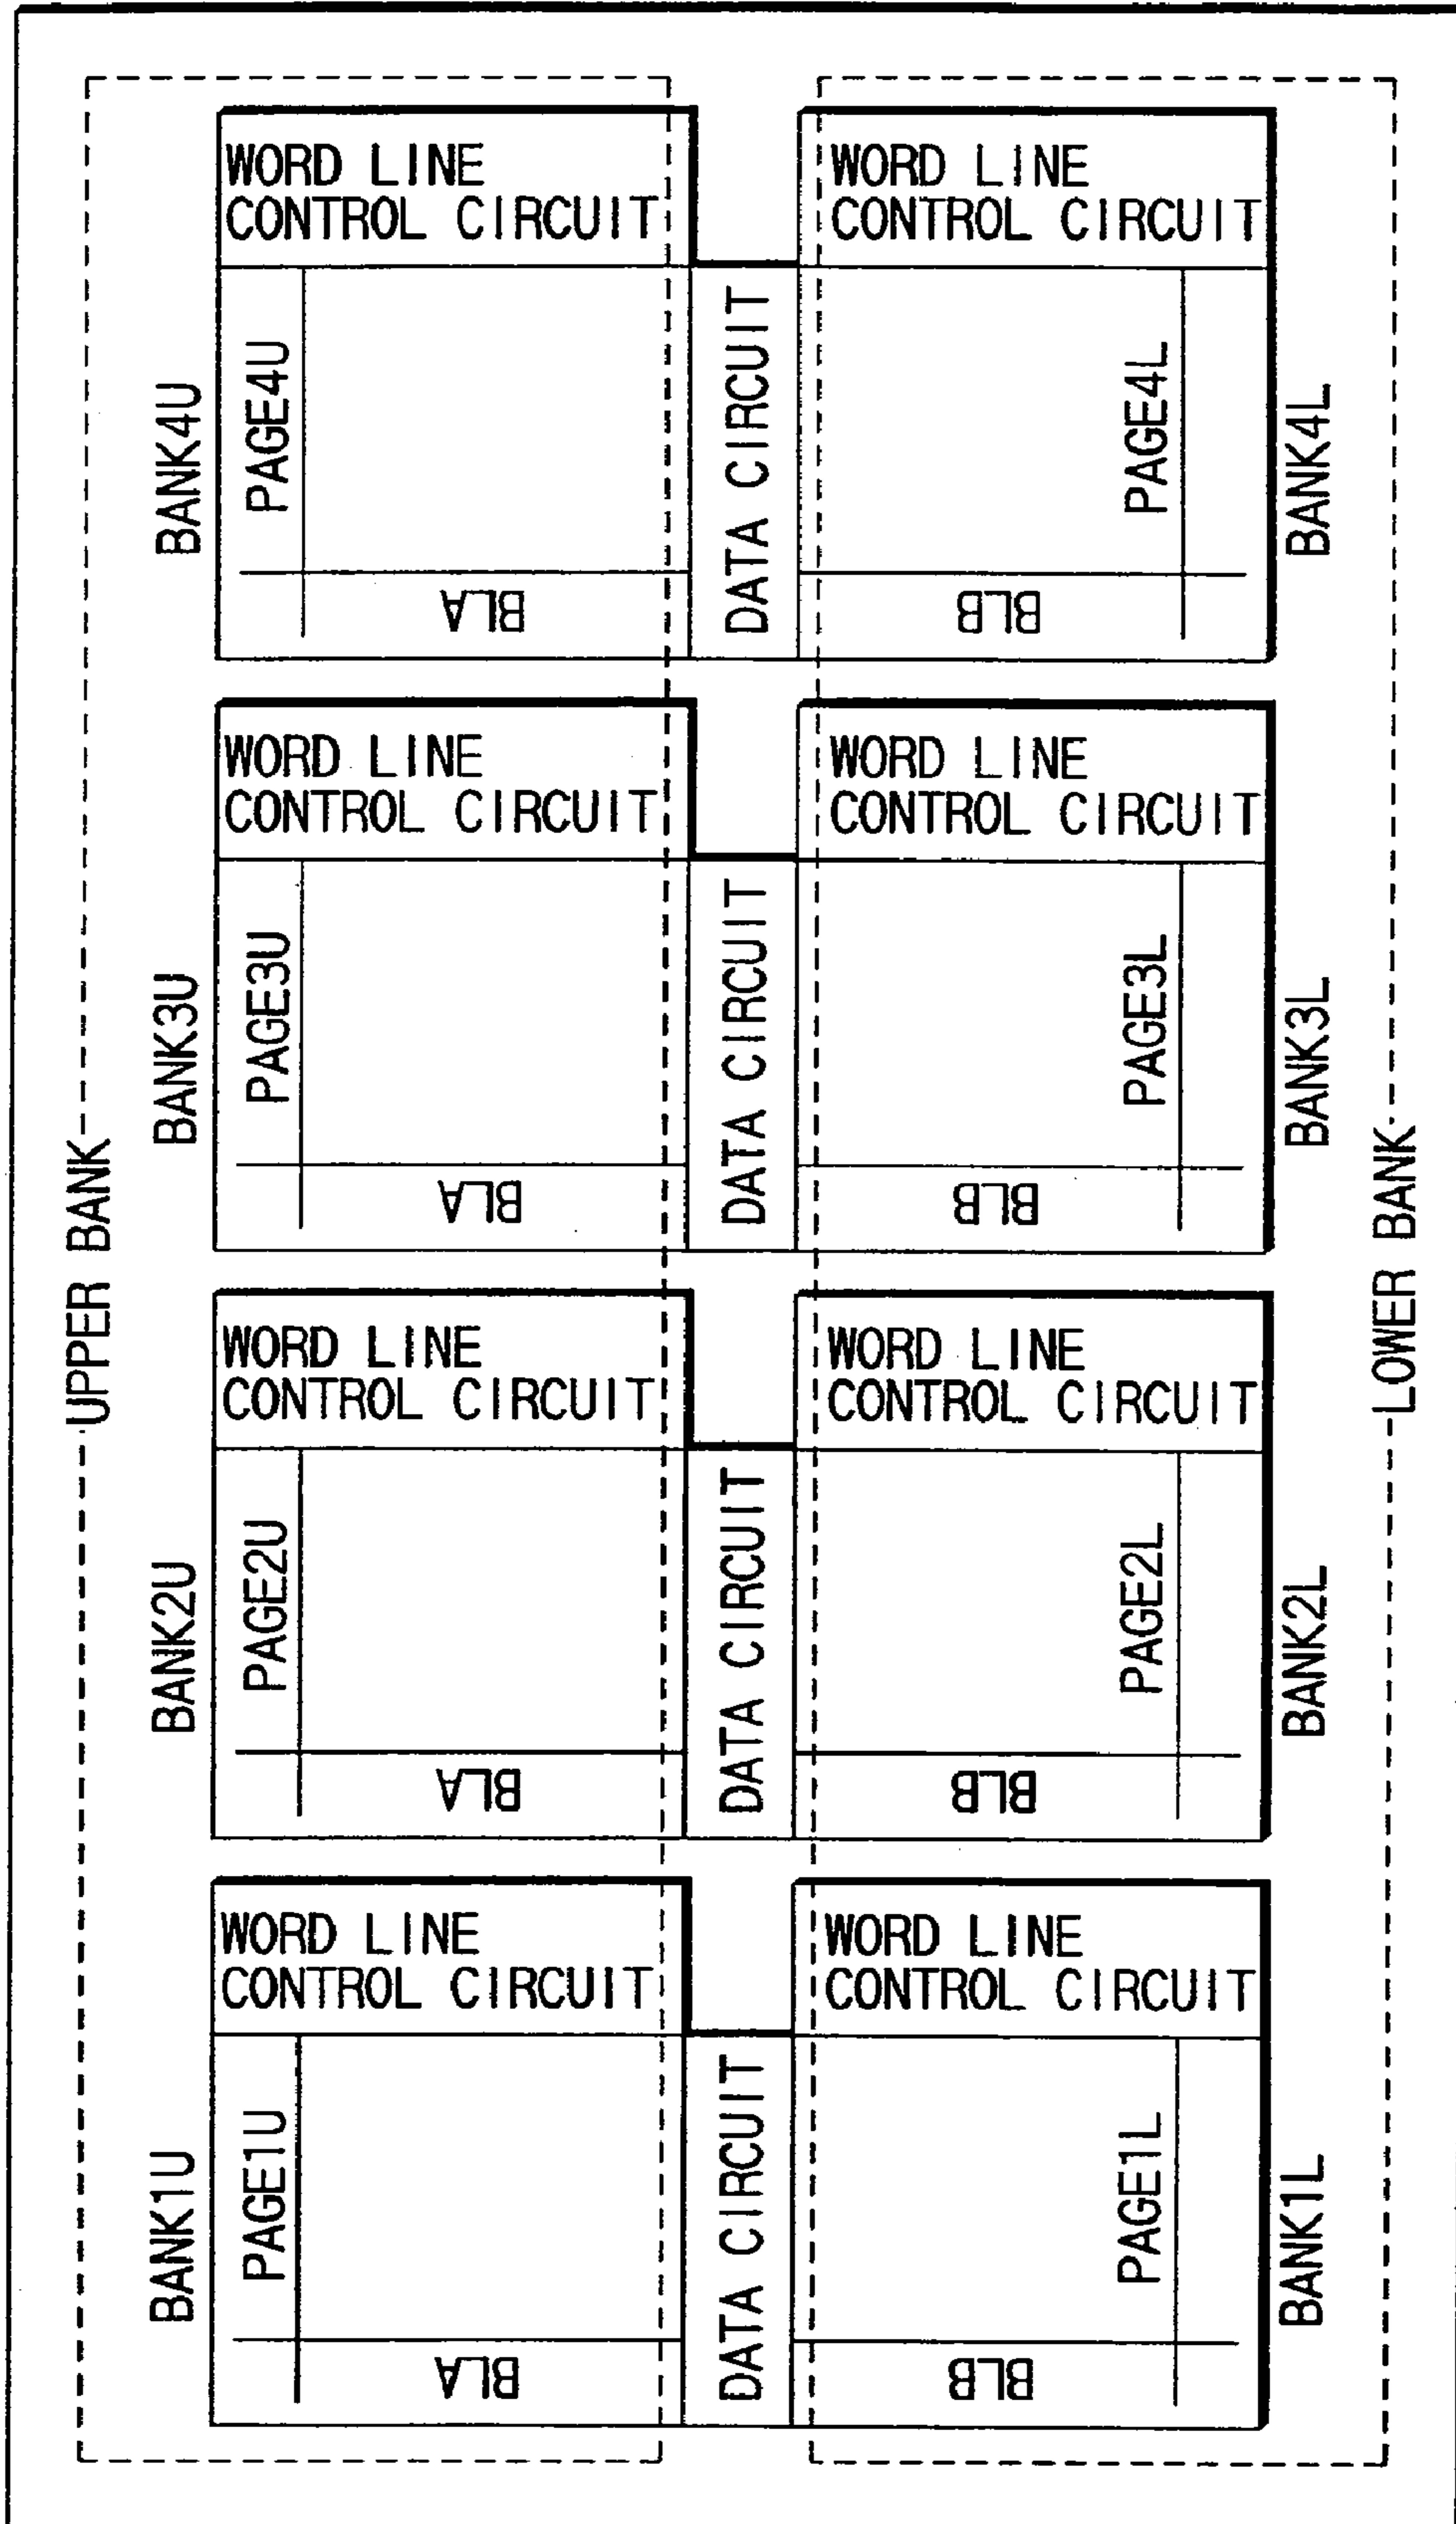 UPPER BANK
BANK4U
WORD LINE
CONTROL CIRCUIT
PAGE4U
BLA
DATA CIRCUIT
WORD LINE
CONTROL CIRCUIT
PAGE4L
BLB
BANK4L
BANK3U
WORD LINE
CONTROL CIRCUIT
PAGE3U
BLA
DATA CIRCUIT
WORD LINE
CONTROL CIRCUIT
PAGE3L
BLB
BANK3L
BANK2U
WORD LINE
CONTROL CIRCUIT
PAGE2U
BLA
DATA CIRCUIT
WORD LINE
CONTROL CIRCUIT
PAGE2L
BLB
BANK2L
BANK1U
WORD LINE
CONTROL CIRCUIT
PAGE1U
BLA
DATA CIRCUIT
WORD LINE
CONTROL CIRCUIT
PAGE1L
BLB
BANK1L
LOWER BANK